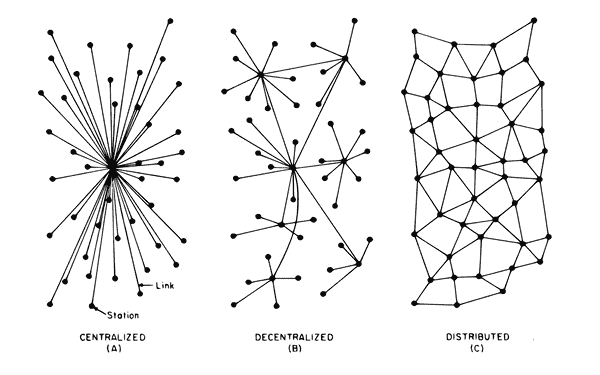 Link
Station
CENTRALIZED
(A)
DECENTRALIZED
(B)
DISTRIBUTED
(C)